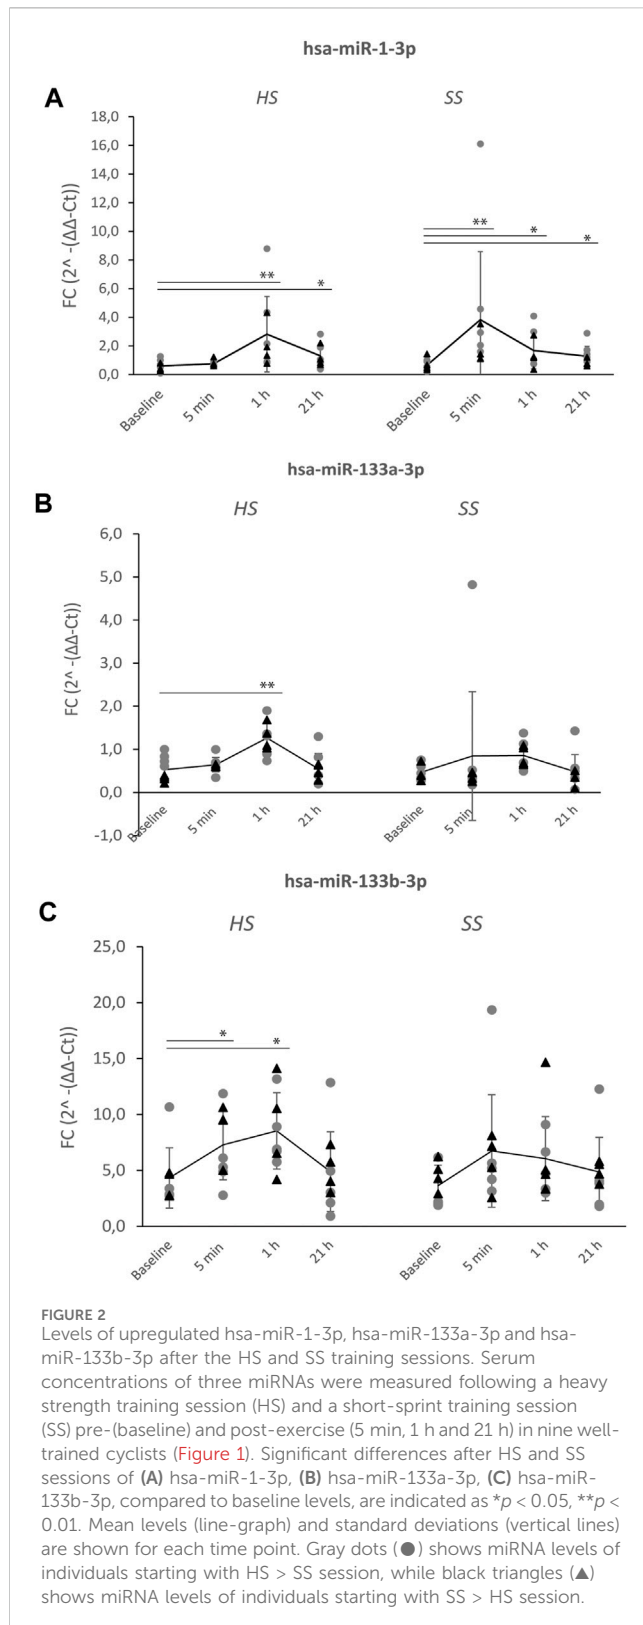 hsa-miR-1-3p
A
HS
SS
FC (2^ -(ΔΔ-Ct))
18,0
16,0
14,0
12,0
10,0
8,0
6,0
4,0
2,0
0,0
**
*
**
*
*
Baseline
5 min
1 h
21 h
Baseline
5 min
1 h
21 h
hsa-miR-133a-3p
B
HS
SS
FC (2^ -(ΔΔ-Ct))
6,0
5,0
4,0
3,0
2,0
1,0
0,0
-1,0
**
Baseline
5 min
1 h
21 h
Baseline
5 min
1 h
21 h
hsa-miR-133b-3p
C
HS
SS
FC (2^ -(ΔΔ-Ct))
25,0
20,0
15,0
10,0
5,0
0,0
*
*
Baseline
5 min
1 h
21 h
Baseline
5 min
1 h
21 h
FIGURE 2
Levels of upregulated hsa-miR-1-3p, hsa-miR-133a-3p and hsa-
miR-133b-3p after the HS and SS training sessions. Serum
concentrations of three miRNAs were measured following a heavy
strength training session (HS) and a short-sprint training session
(SS) pre-(baseline) and post-exercise (5 min, 1 h and 21 h) in nine well-
trained cyclists (Figure 1). Significant differences after HS and SS
sessions of (A) hsa-miR-1-3p, (B) hsa-miR-133a-3p, (C) hsa-miR-
133b-3p, compared to baseline levels, are indicated as *p < 0.05, **p <
0.01. Mean levels (line-graph) and standard deviations (vertical lines)
are shown for each time point. Gray dots (●) shows miRNA levels of
individuals starting with HS > SS session, while black triangles (▲)
shows miRNA levels of individuals starting with SS > HS session.